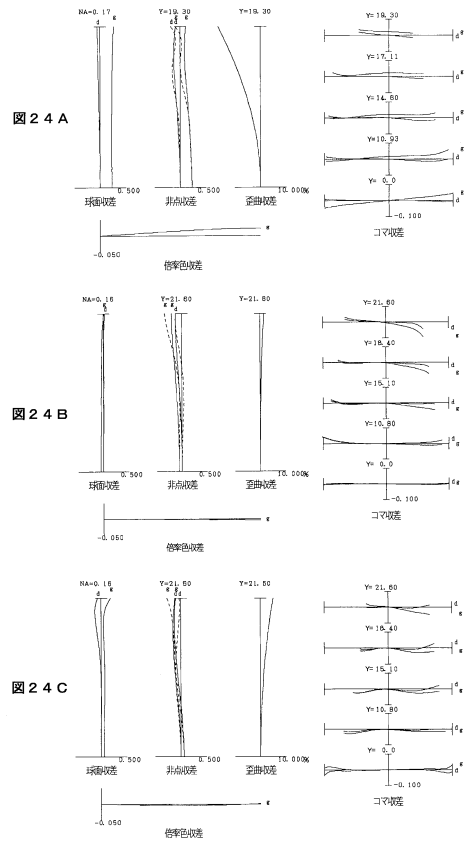 図24A
NA=0.17
d
g
0.500
球面収差
Y=19.30
g
d d
g
0.500
非点収差
Y=19.30
10.000%
歪曲収差
g
-0.050
倍率色収差
Y=19.30
d g
Y=17.11
d g
Y=14.80
d g
Y=10.93
d g
Y= 0.0
d g
-0.100
コマ収差
図24B
NA=0.16
g
d
0.500
球面収差
Y=21.60
g g
d
0.500
非点収差
Y=21.60
10.000%
歪曲収差
g
-0.050
倍率色収差
Y=21.60
d g
Y=18.40
d g
Y=15.10
d g
Y=10.80
d g
Y= 0.0
d g
-0.100
コマ収差
図24C
NA=0.16
d
g
0.500
球面収差
Y=21.50
g g
d d
0.500
非点収差
Y=21.50
10.000%
歪曲収差
g
-0.050
倍率色収差
Y=21.60
d g
Y=18.40
d g
Y=15.10
d g
Y=10.80
d g
Y= 0.0
d g
-0.100
コマ収差